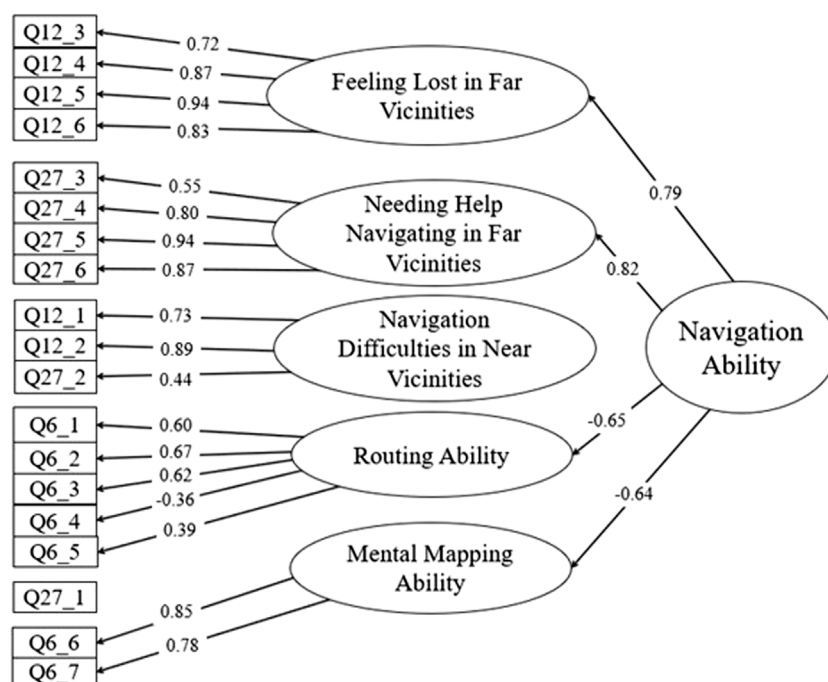 Q12_3
Q12_4
Q12_5
Q12_6
0.72
0.87
0.94
0.83
Feeling Lost in Far
Vicinities
0.79
Q27_3
Q27_4
Q27_5
Q27_6
0.55
0.80
0.94
0.87
Needing Help
Navigating in Far
Vicinities
0.82
Q12_1
Q12_2
Q27_2
0.73
0.89
0.44
Navigation
Difficulties in Near
Vicinities
Navigation
Ability
Q6_1
Q6_2
Q6_3
Q6_4
Q6_5
0.60
0.67
0.62
-0.36
0.39
Routing Ability
-0.65
-0.64
Mental Mapping
Ability
Q27_1
Q6_6
Q6_7
0.85
0.78